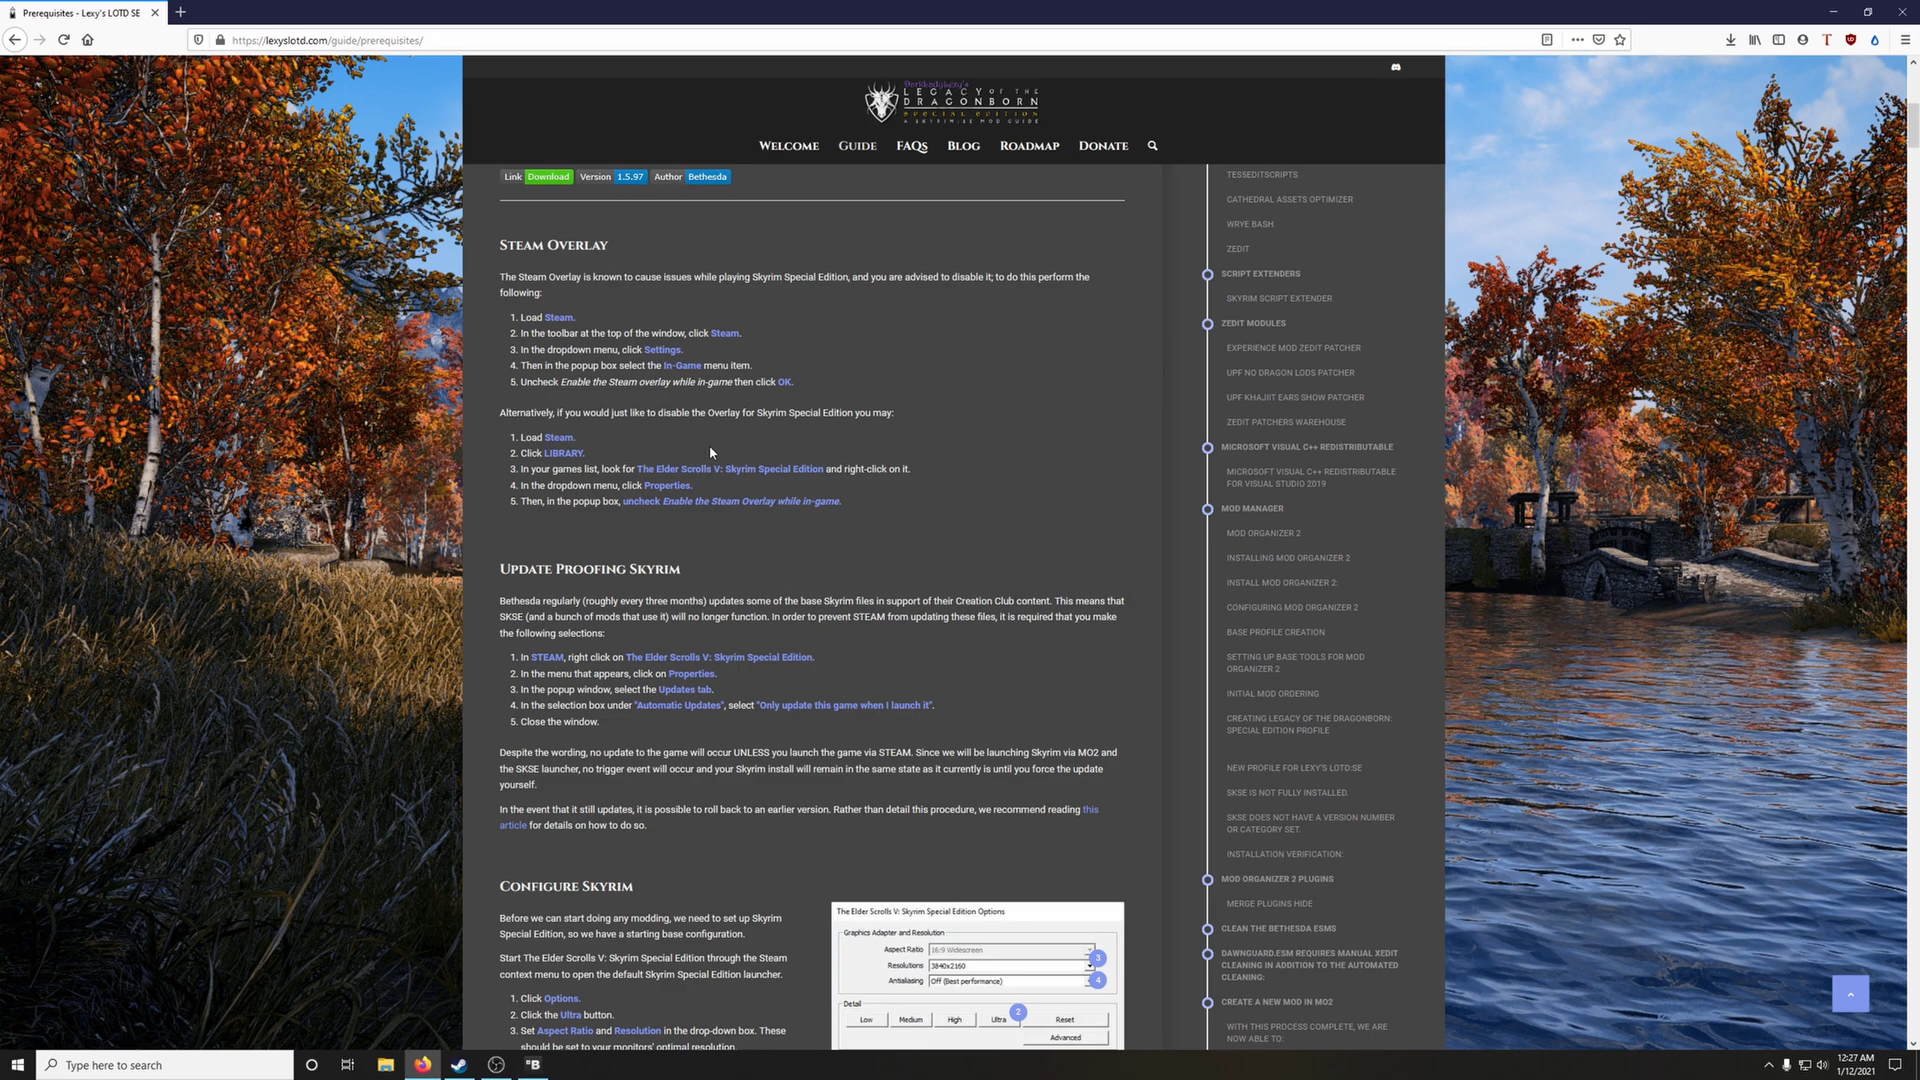 Prerequisites - Lexy's LOTD SE
https://lexyslotd.com/guide/prerequisites/
DarkladyLexy's
LEGACY OF THE
DRAGONBORN
SPECIAL EDITION
A SKYRIM:SE MOD GUIDE
WELCOME GUIDE FAQs BLOG ROADMAP DONATE
Link Download Version 1.5.97 Author Bethesda
STEAM OVERLAY
The Steam Overlay is known to cause issues while playing Skyrim Special Edition, and you are advised to disable it; to do this perform the
following:
1. Load Steam.
2. In the toolbar at the top of the window, click Steam.
3. In the dropdown menu, click Settings.
4. Then in the popup box select the In-Game menu item.
5. Uncheck Enable the Steam overlay while in-game then click OK.
Alternatively, if you would just like to disable the Overlay for Skyrim Special Edition you may:
1. Load Steam.
2. Click LIBRARY.
3. In your games list, look for The Elder Scrolls V: Skyrim Special Edition and right-click on it.
4. In the dropdown menu, click Properties.
5. Then, in the popup box, uncheck Enable the Steam Overlay while in-game.
UPDATE PROOFING SKYRIM
Bethesda regularly (roughly every three months) updates some of the base Skyrim files in support of their Creation Club content. This means that
SKSE (and a bunch of mods that use it) will no longer function. In order to prevent STEAM from updating these files, it is required that you make
the following selections:
1. In STEAM, right click on The Elder Scrolls V: Skyrim Special Edition.
2. In the menu that appears, click on Properties.
3. In the popup window, select the Updates tab.
4. In the selection box under "Automatic Updates", select "Only update this game when I launch it".
5. Close the window.
Despite the wording, no update to the game will occur UNLESS you launch the game via STEAM. Since we will be launching Skyrim via MO2 and
the SKSE launcher, no trigger event will occur and your Skyrim install will remain in the same state as it currently is until you force the update
yourself.
In the event that it still updates, it is possible to roll back to an earlier version. Rather than detail this procedure, we recommend reading this
article for details on how to do so.
CONFIGURE SKYRIM
Before we can start doing any modding, we need to set up Skyrim
Special Edition, so we have a starting base configuration.
Start The Elder Scrolls V: Skyrim Special Edition through the Steam
context menu to open the default Skyrim Special Edition launcher.
1. Click Options.
2. Click the Ultra button.
3. Set Aspect Ratio and Resolution in the drop-down box. These
should be set to your monitors' optimal resolution.
The Elder Scrolls V: Skyrim Special Edition Options
Graphics Adapter and Resolution
Aspect Ratio 16:9 Widescreen
Resolutions 3840x2160 3
Antialiasing Off (Best performance) 4
Detail 2
Low Medium High Ultra Reset
Advanced
TES5EDITSCRIPTS
CATHEDRAL ASSETS OPTIMIZER
WRYE BASH
ZEDIT
SCRIPT EXTENDERS
SKYRIM SCRIPT EXTENDER
ZEDIT MODULES
EXPERIENCE MOD ZEDIT PATCHER
UPF NO DRAGON LODS PATCHER
UPF KHAJIIT EARS SHOW PATCHER
ZEDIT PATCHERS WAREHOUSE
MICROSOFT VISUAL C++ REDISTRIBUTABLE
MICROSOFT VISUAL C++ REDISTRIBUTABLE
FOR VISUAL STUDIO 2019
MOD MANAGER
MOD ORGANIZER 2
INSTALLING MOD ORGANIZER 2
INSTALL MOD ORGANIZER 2:
CONFIGURING MOD ORGANIZER 2
BASE PROFILE CREATION
SETTING UP BASE TOOLS FOR MOD
ORGANIZER 2
INITIAL MOD ORDERING
CREATING LEGACY OF THE DRAGONBORN:
SPECIAL EDITION PROFILE
NEW PROFILE FOR LEXY'S LOTD:SE
SKSE IS NOT FULLY INSTALLED.
SKSE DOES NOT HAVE A VERSION NUMBER
OR CATEGORY SET.
INSTALLATION VERIFICATION:
MOD ORGANIZER 2 PLUGINS
MERGE PLUGINS HIDE
CLEAN THE BETHESDA ESMS
DAWNGUARD.ESM REQUIRES MANUAL XEDIT
CLEANING IN ADDITION TO THE AUTOMATED
CLEANING:
CREATE A NEW MOD IN MO2
WITH THIS PROCESS COMPLETE, WE ARE
NOW ABLE TO:
Type here to search
12:27 AM
1/12/2021